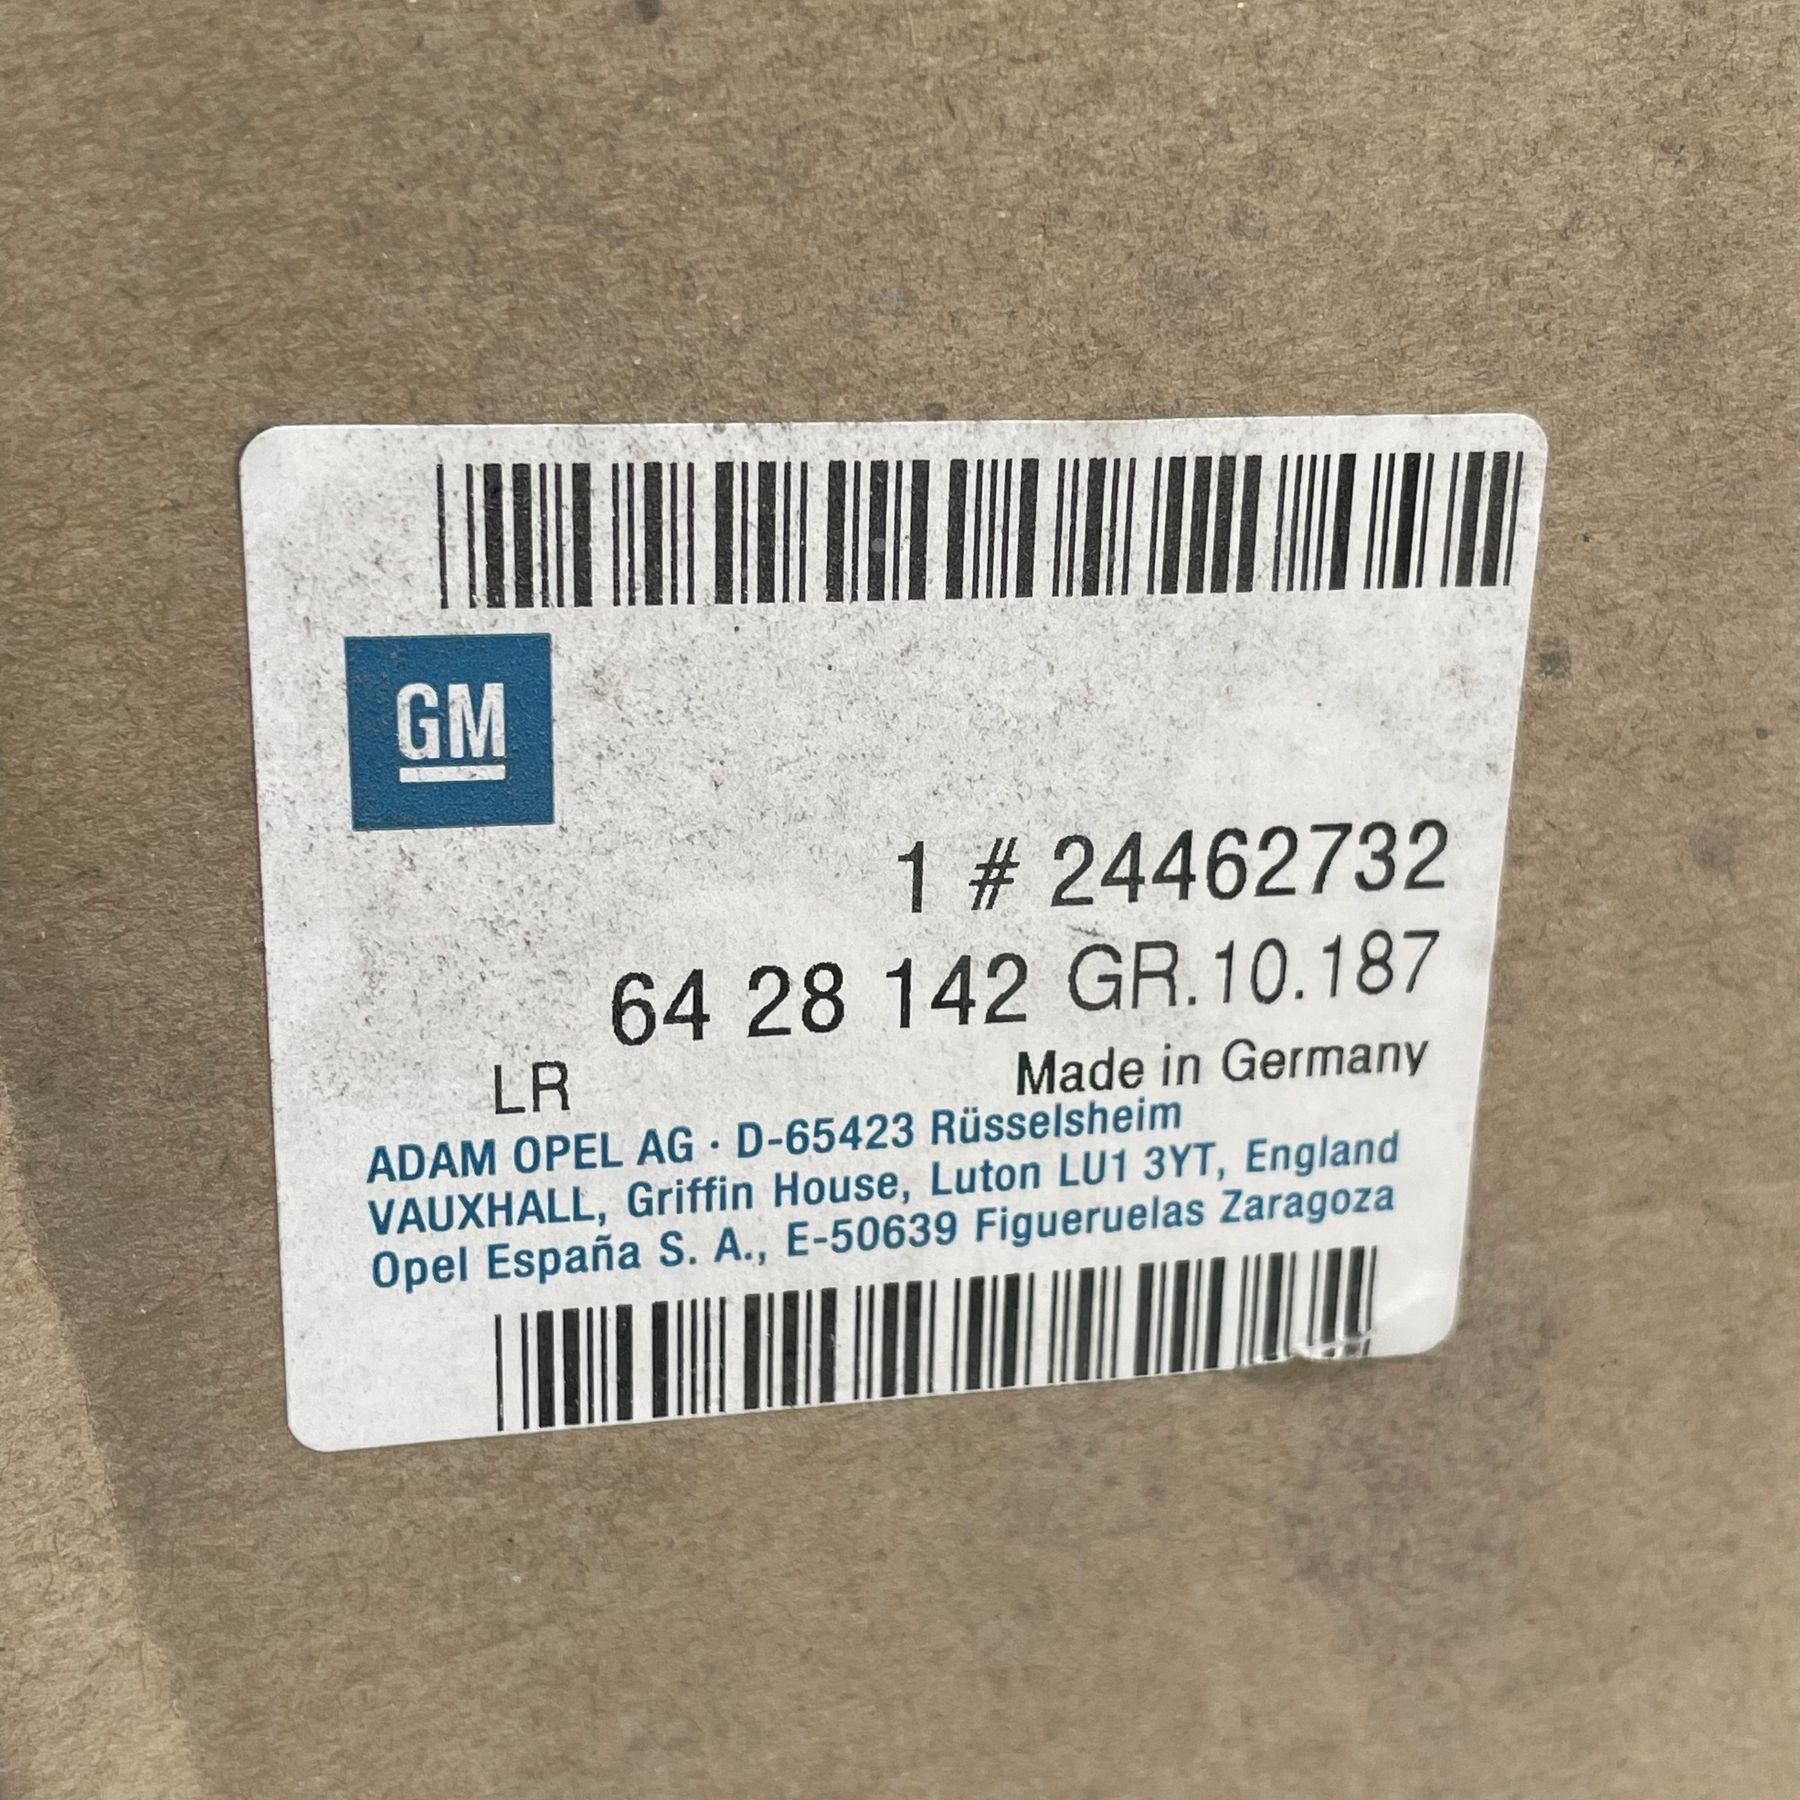 GM
1 # 24462732
64 28 142 GR.10.187
LR Made in Germany
ADAM OPEL AG · D-65423 Rüsselsheim
VAUXHALL, Griffin House, Luton LU1 3YT, England
Opel España S. A., E-50639 Figueruelas Zaragoza